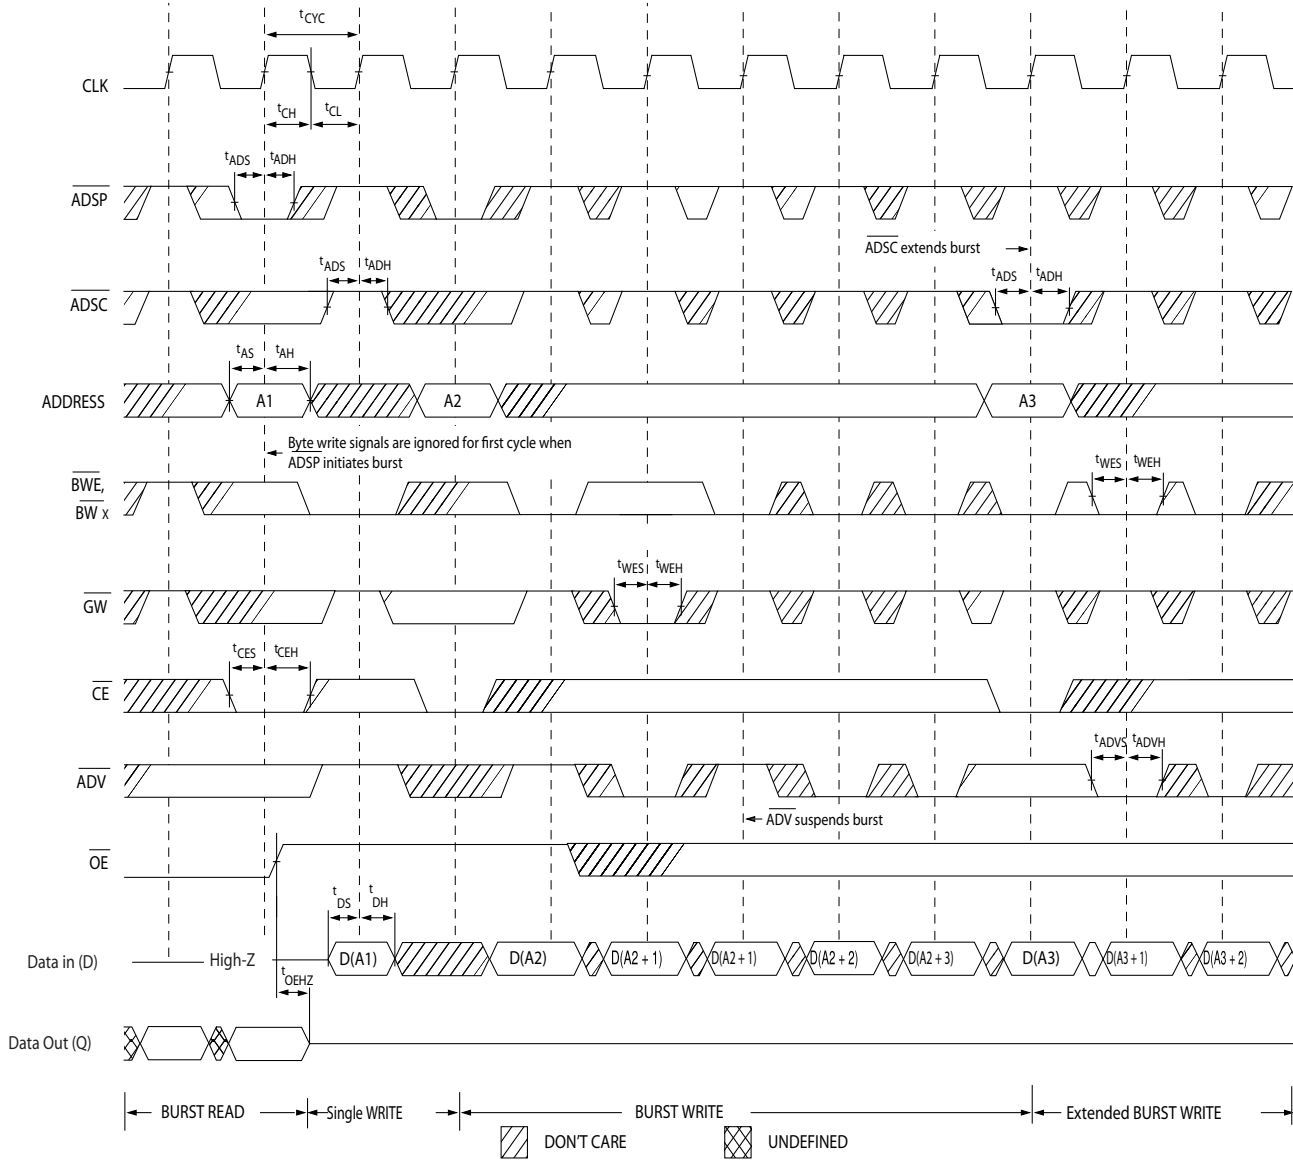 tCYC
CLK
tCH
tCL
tADS
tADH
ADSP
ADSC extends burst
tADS
tADH
tADS
tADH
ADSC
tAS
tAH
ADDRESS
A1
A2
A3
Byte write signals are ignored for first cycle when
ADSP initiates burst
tWES
tWEH
BWE,
BW X
tWES
tWEH
GW
tCES
tCEH
CE
tADVS
tADVH
ADV
ADV suspends burst
OE
tDS
tDH
Data in (D)
High-Z
D(A1)
D(A2)
D(A2 + 1)
D(A2 + 1)
D(A2 + 2)
D(A2 + 3)
D(A3)
D(A3 + 1)
D(A3 + 2)
tOEHZ
Data Out (Q)
BURST READ
Single WRITE
BURST WRITE
Extended BURST WRITE
DON'T CARE
UNDEFINED